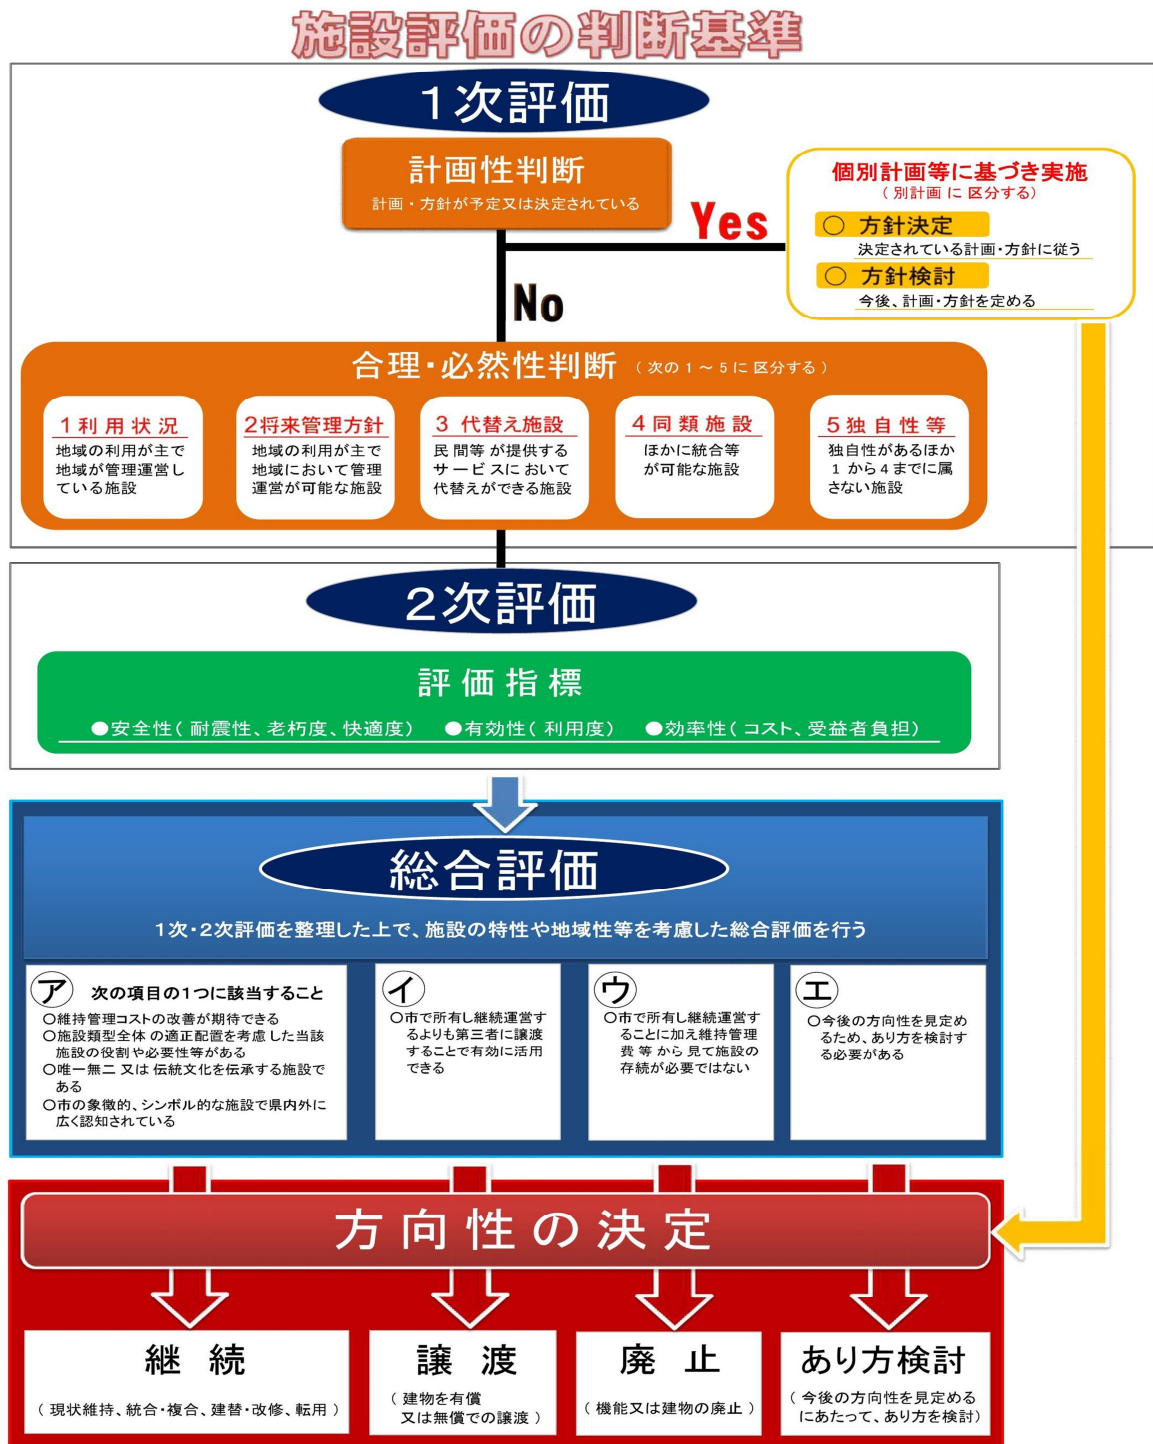 施設評価の判断基準
1次評価
計画性判断
計画・方針が予定又は決定されている
Yes
No
個別計画等に基づき実施
(別計画に区分する)
○ 方針決定
決定されている計画・方針に従う
○ 方針検討
今後、計画・方針を定める
合理・必然性判断 (次の1~5に区分する)
1利用状況
地域の利用が主で
地域が管理運営し
ている施設
2将来管理方針
地域の利用が主で
地域において管理
運営が可能な施設
3 代替え施設
民間等が提供する
サービスにおいて
代替えができる施設
4同類施設
ほかに統合等
が可能な施設
5独自性等
独自性があるほか
1から4までに属
さない施設
2次評価
評価指標
●安全性(耐震性、老朽度、快適度) ●有効性(利用度) ●効率性(コスト、受益者負担)
総合評価
1次・2次評価を整理した上で、施設の特性や地域性等を考慮した総合評価を行う
ア 次の項目の1つに該当すること
○維持管理コストの改善が期待できる
○施設類型全体の適正配置を考慮した当該
施設の役割や必要性等がある
○唯一無二又は伝統文化を伝承する施設で
ある
○市の象徴的、シンボル的な施設で県内外に
広く認知されている
イ
○市で所有し継続運営す
るよりも第三者に譲渡
することで有効に活用
できる
ウ
○市で所有し継続運営す
ることに加え維持管理
費等から見て施設の
存続が必要ではない
エ
○今後の方向性を見定め
るため、あり方を検討す
る必要がある
方向性の決定
継続
(現状維持、統合・複合、建替・改修、転用)
譲渡
(建物を有償
又は無償での譲渡)
廃止
(機能又は建物の廃止)
あり方検討
(今後の方向性を見定める
にあたって、あり方を検討)